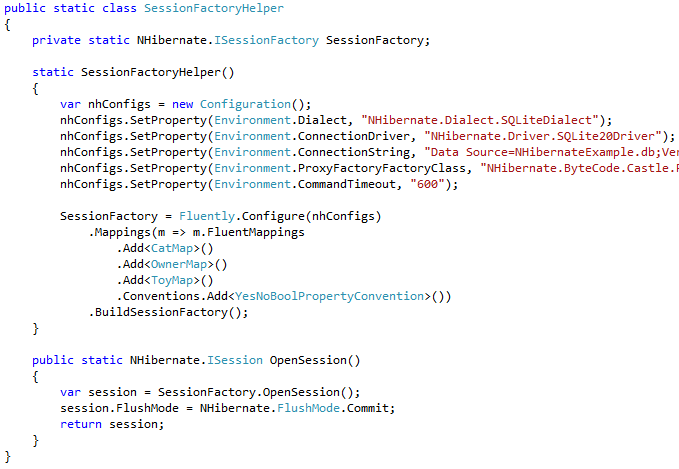 public static class SessionFactoryHelper
{
    private static NHibernate.ISessionFactory SessionFactory;

    static SessionFactoryHelper()
    {
        var nhConfigs = new Configuration();
        nhConfigs.SetProperty(Environment.Dialect, "NHibernate.Dialect.SQLiteDialect");
        nhConfigs.SetProperty(Environment.ConnectionDriver, "NHibernate.Driver.SQLite20Driver");
        nhConfigs.SetProperty(Environment.ConnectionString, "Data Source=NHibernateExample.db;Ver
        nhConfigs.SetProperty(Environment.ProxyFactoryFactoryClass, "NHibernate.ByteCode.Castle.P
        nhConfigs.SetProperty(Environment.CommandTimeout, "600");

        SessionFactory = Fluently.Configure(nhConfigs)
            .Mappings(m => m.FluentMappings
                .Add<CatMap>()
                .Add<OwnerMap>()
                .Add<ToyMap>()
                .Conventions.Add<YesNoBoolPropertyConvention>())
            .BuildSessionFactory();
    }

    public static NHibernate.ISession OpenSession()
    {
        var session = SessionFactory.OpenSession();
        session.FlushMode = NHibernate.FlushMode.Commit;
        return session;
    }
}